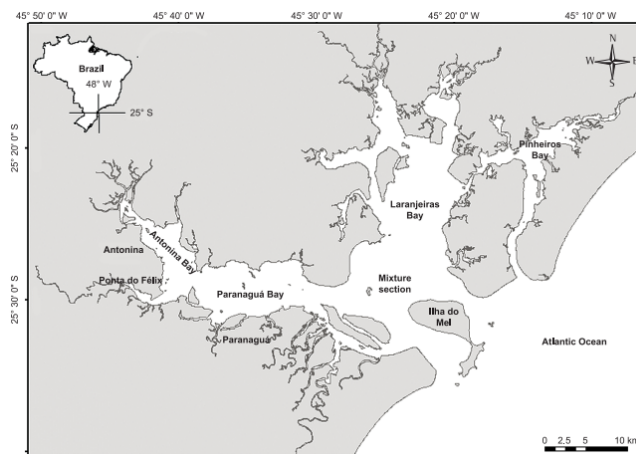 45° 50' 0"W
45° 40' 0"W
45° 30' 0"W
45° 20' 0"W
45° 10' 0"W
Brazil
48° W
25° S
N
W
E
S
25° 20' 0"S
Pinheiros
Bay
Laranjeiras
Bay
Antonina
Antonina Bay
Ponta do Félix
Mixture
section
Paranaguá Bay
25° 30' 0"S
Ilha do
Mel
Paranaguá
Atlantic Ocean
0 2.5 5 10 km